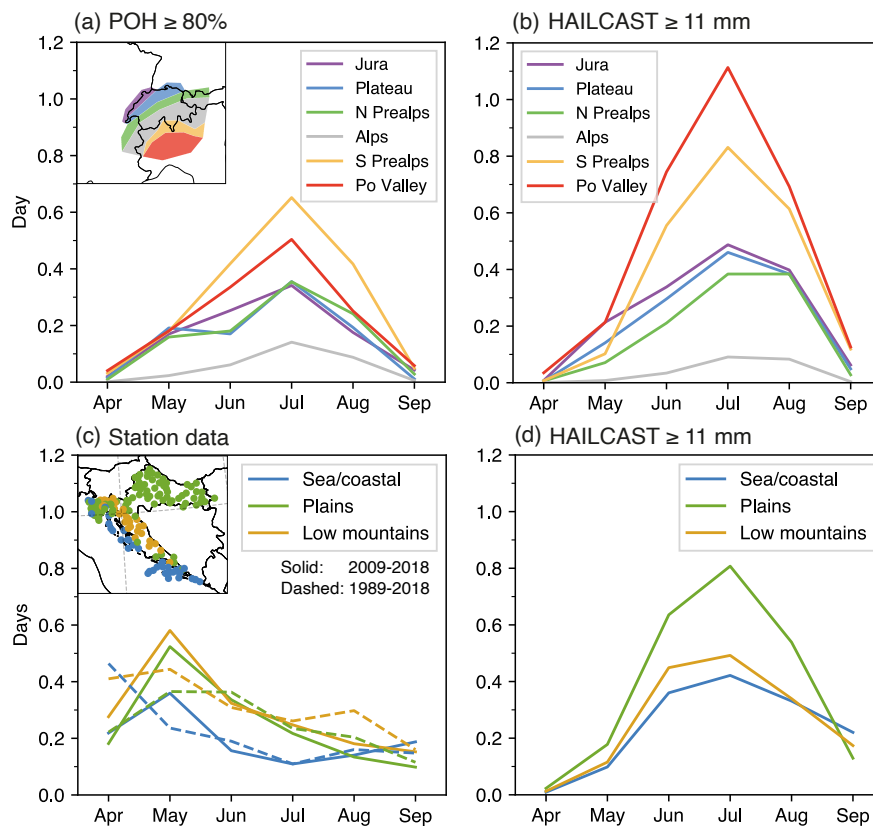 (a) POH ≥ 80%
1.2
1.0
0.8
0.6
0.4
0.2
0.0
Day
Jura
Plateau
N Prealps
Alps
S Prealps
Po Valley
Apr May Jun Jul Aug Sep
(b) HAILCAST ≥ 11 mm
1.2
1.0
0.8
0.6
0.4
0.2
0.0
Jura
Plateau
N Prealps
Alps
S Prealps
Po Valley
Apr May Jun Jul Aug Sep
(c) Station data
1.2
1.0
0.8
0.6
0.4
0.2
0.0
Days
Sea/coastal
Plains
Low mountains
Solid: 2009-2018
Dashed: 1989-2018
Apr May Jun Jul Aug Sep
(d) HAILCAST ≥ 11 mm
1.2
1.0
0.8
0.6
0.4
0.2
0.0
Sea/coastal
Plains
Low mountains
Apr May Jun Jul Aug Sep